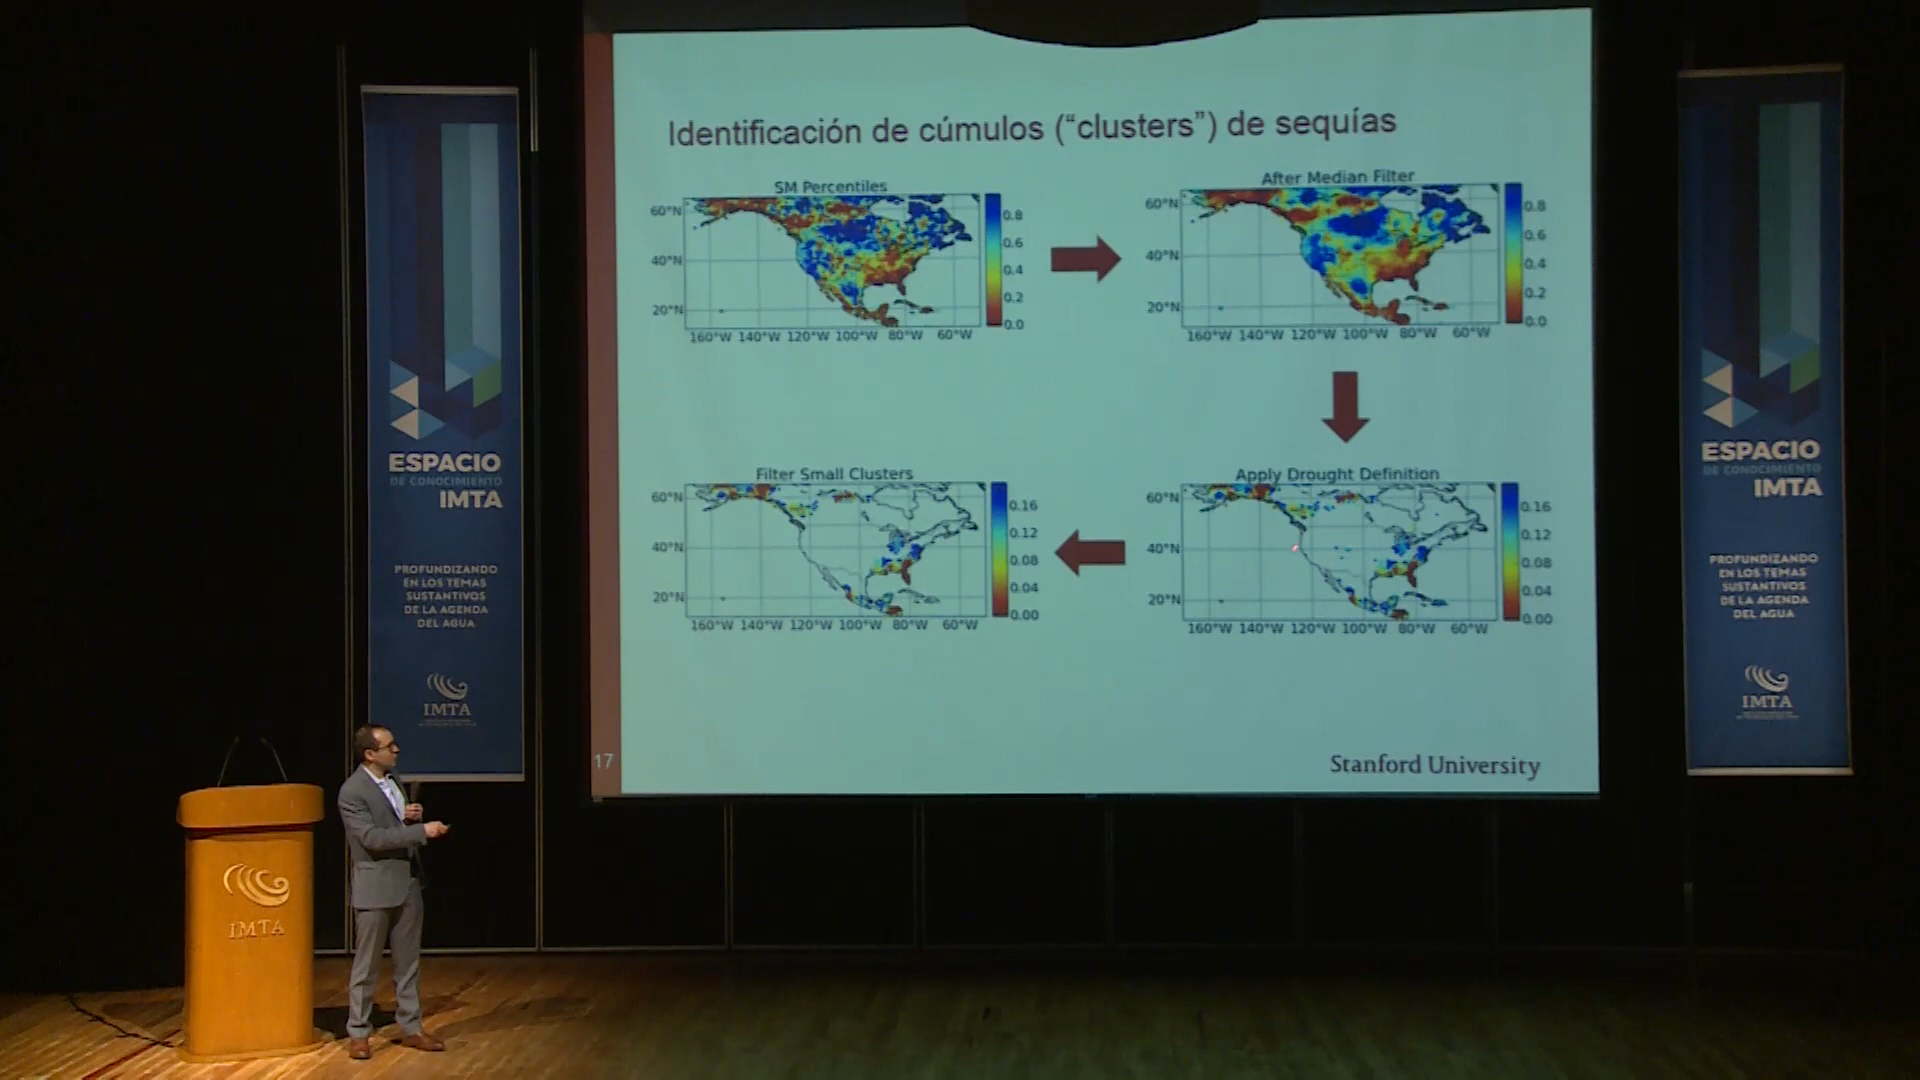 Identificación de cúmulos (“clusters”) de sequías
SM Percentiles
60°N
40°N
20°N
160°W 140°W 120°W 100°W 80°W 60°W
0.8
0.6
0.4
0.2
0.0
After Median Filter
60°N
40°N
20°N
160°W 140°W 120°W 100°W 80°W 60°W
0.8
0.6
0.4
0.2
0.0
Filter Small Clusters
60°N
40°N
20°N
160°W 140°W 120°W 100°W 80°W 60°W
0.16
0.12
0.08
0.04
0.00
Apply Drought Definition
60°N
40°N
20°N
160°W 140°W 120°W 100°W 80°W 60°W
0.16
0.12
0.08
0.04
0.00
17
Stanford University
ESPACIO
DE CONOCIMIENTO
IMTA
PROFUNDIZANDO
EN LOS TEMAS
SUSTANTIVOS
DE LA AGENDA
DEL AGUA
IMTA
ESPACIO
DE CONOCIMIENTO
IMTA
PROFUNDIZANDO
EN LOS TEMAS
SUSTANTIVOS
DE LA AGENDA
DEL AGUA
IMTA
IMTA